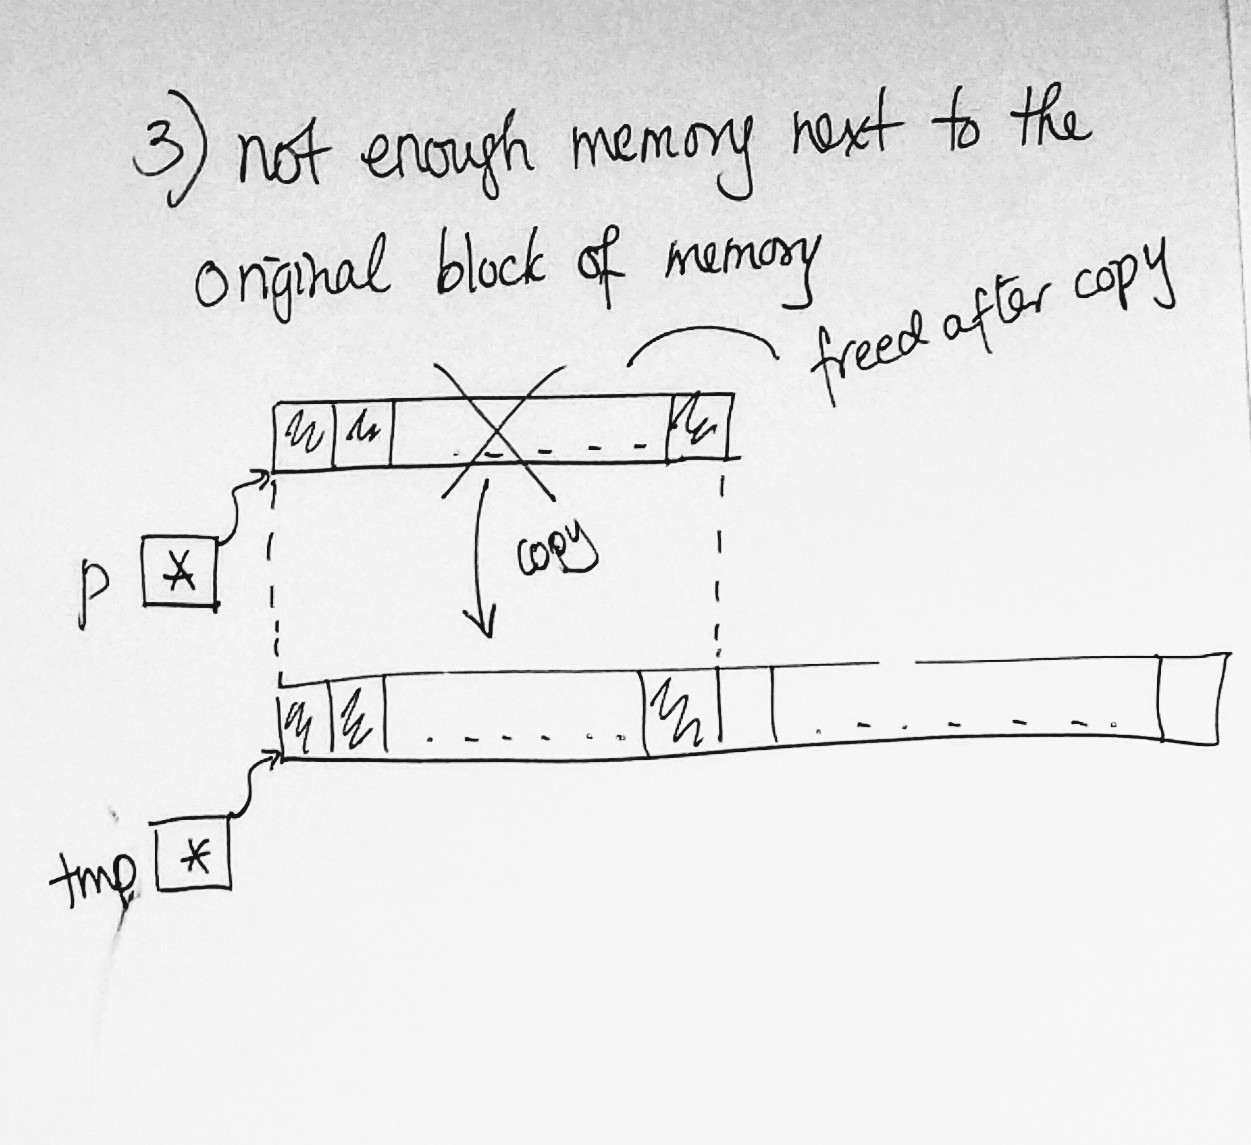 3) not enough memory next to the
original block of memory
freed after copy
copy
p *
tmp *